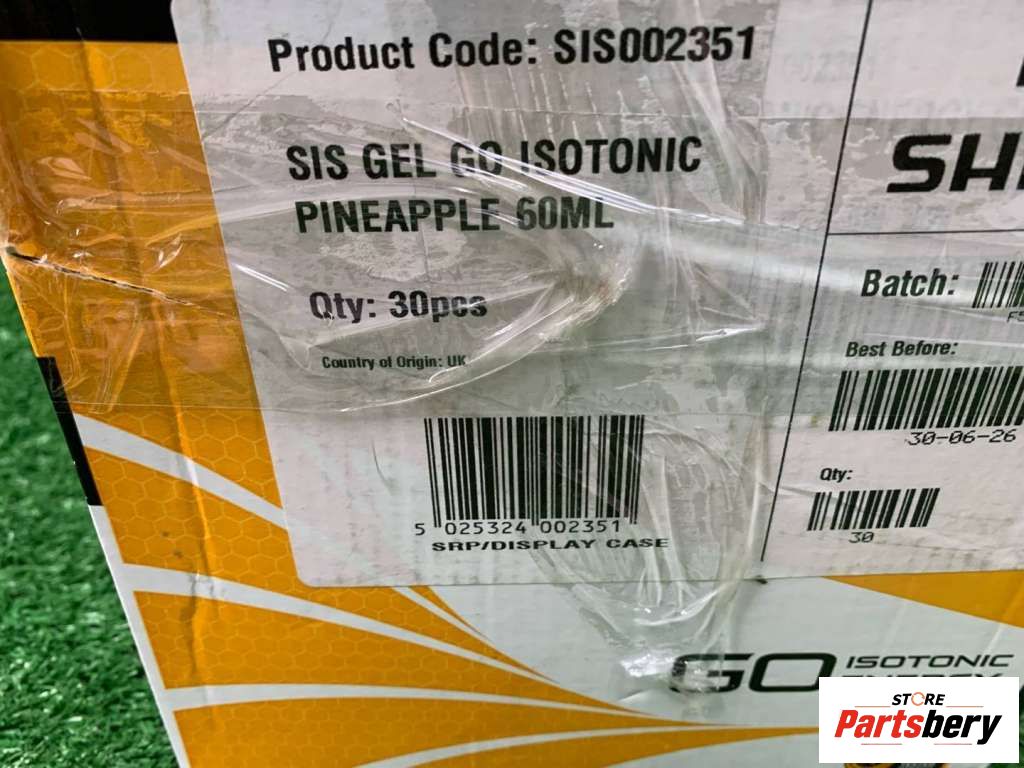 Product Code: SIS002351
SIS GEL GO ISOTONIC
PINEAPPLE 60ML
Qty: 30pcs
Country of Origin: UK
5 025324 002351
SRP/DISPLAY CASE
SH
Batch:
Best Before:
30-06-26
Qty:
30
GO ISOTONIC
ENERGY
STORE
Partsbery